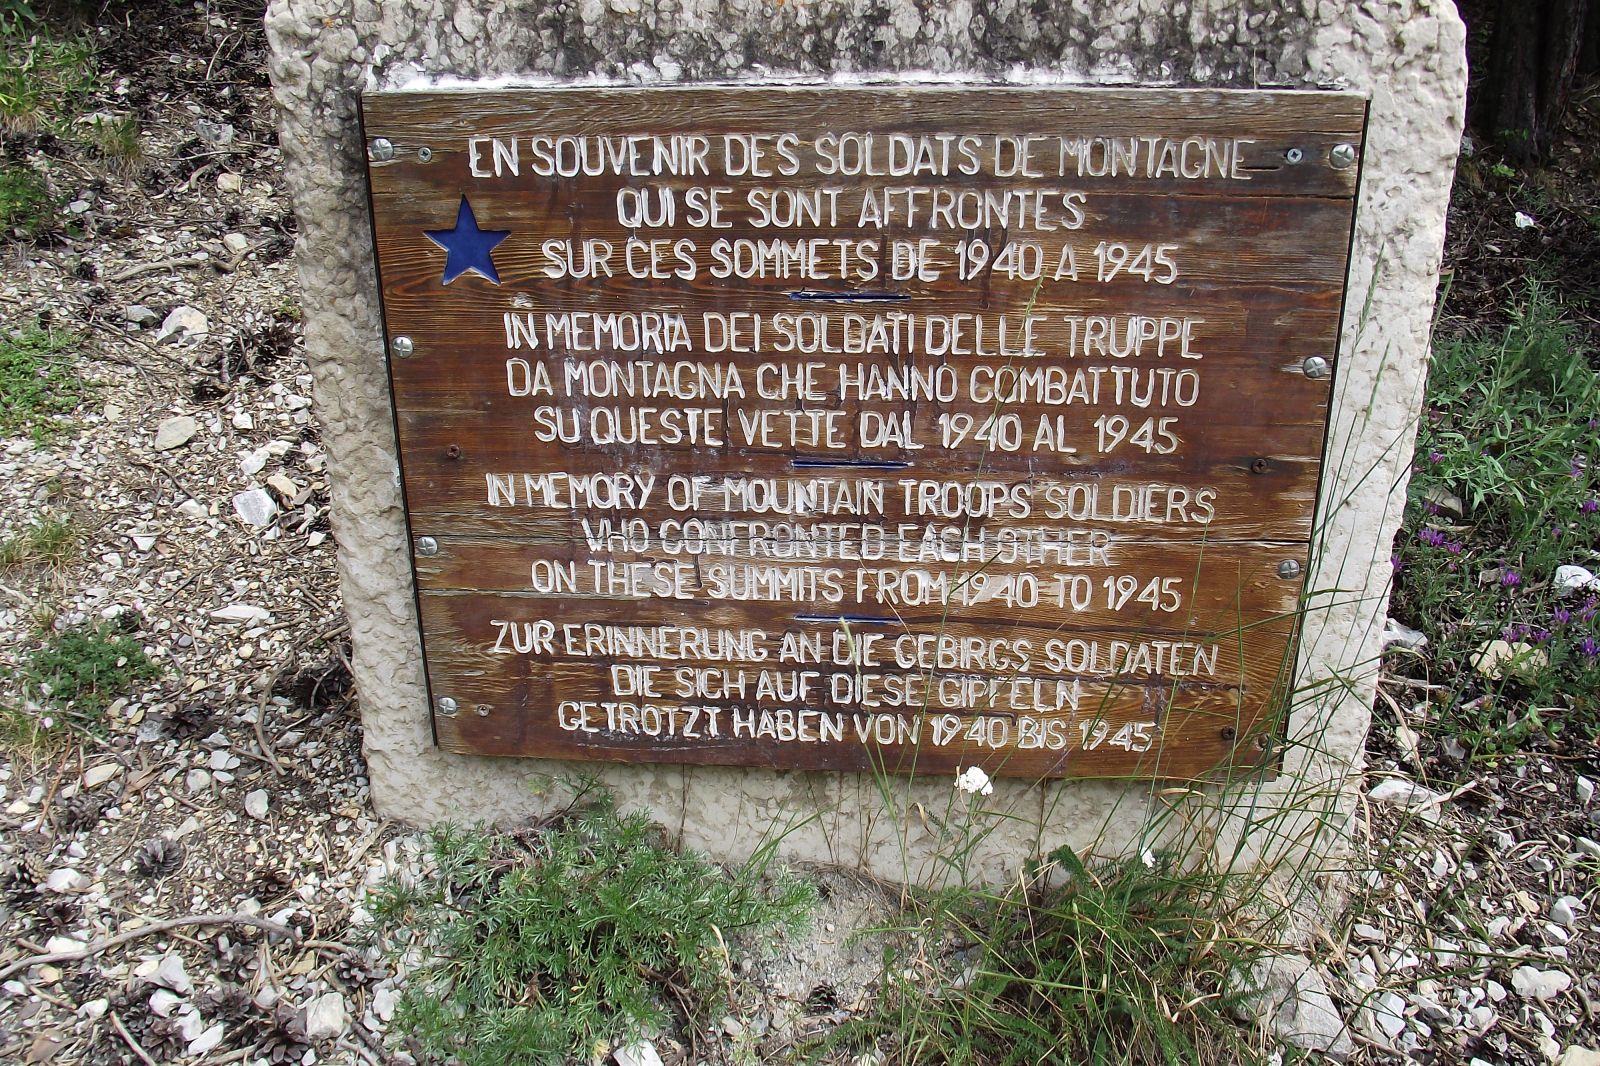 EN SOUVENIR DES SOLDATS DE MONTAGNE
QUI SE SONT AFFRONTES
SUR CES SOMMETS DE 1940 A 1945
IN MEMORIA DEI SOLDATI DELLE TRUPPE
DA MONTAGNA CHE HANNO COMBATTUTO
SU QUESTE VETTE DAL 1940 AL 1945
IN MEMORY OF MOUNTAIN TROOPS SOLDIERS
WHO CONFRONTED EACH OTHER
ON THESE SUMMITS FROM 1940 TO 1945
ZUR ERINNERUNG AN DIE GEBIRGS SOLDATEN
DIE SICH AUF DIESE GIPFELN
GETROTZT HABEN VON 1940 BIS 1945